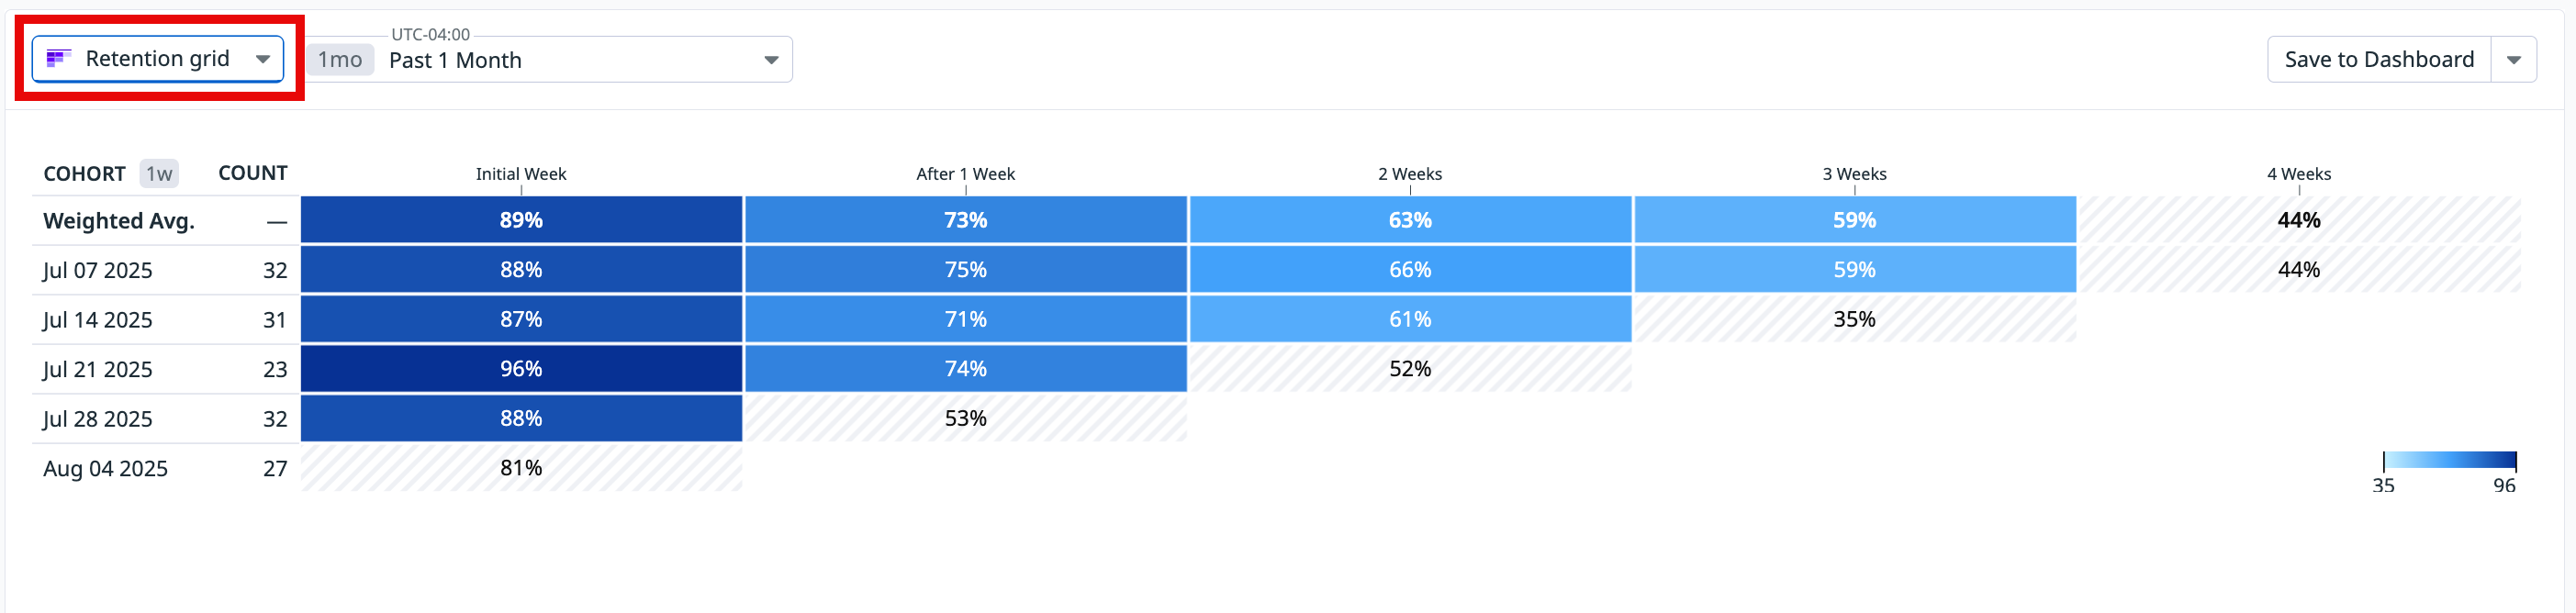 UTC-04:00
Retention grid 1mo Past 1 Month Save to Dashboard
COHORT 1w COUNT Initial Week After 1 Week 2 Weeks 3 Weeks 4 Weeks
Weighted Avg. — 89% 73% 63% 59% 44%
Jul 07 2025 32 88% 75% 66% 59% 44%
Jul 14 2025 31 87% 71% 61% 35%
Jul 21 2025 23 96% 74% 52%
Jul 28 2025 32 88% 53%
Aug 04 2025 27 81%
35 96